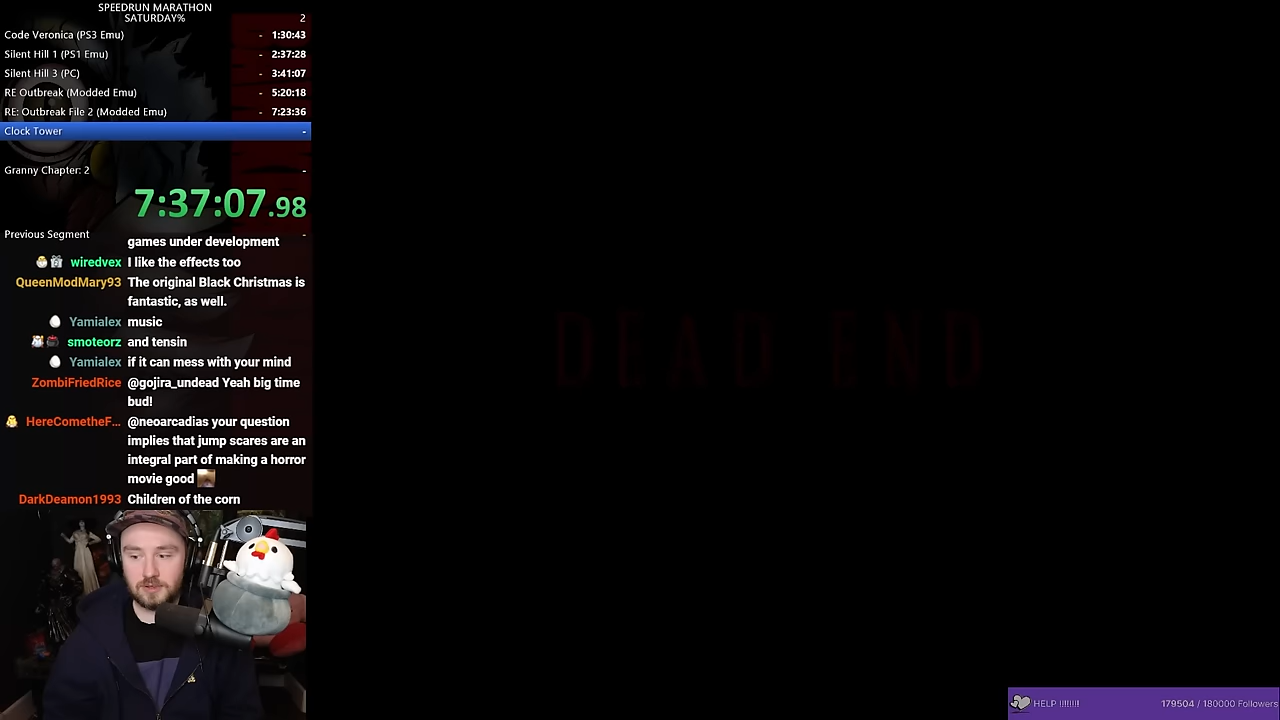 SPEEDRUN MARATHON
SATURDAY%
2
Code Veronica (PS3 Emu) - 1:30:43
Silent Hill 1 (PS1 Emu) - 2:37:28
Silent Hill 3 (PC) - 3:41:07
RE Outbreak (Modded Emu) - 5:20:18
RE: Outbreak File 2 (Modded Emu) - 7:23:36
Clock Tower -
Granny Chapter: 2 -
7:37:07.98
Previous Segment -
games under development
wiredvex I like the effects too
QueenModMary93 The original Black Christmas is
fantastic, as well.
Yamialex music
smoteorz and tensin
Yamialex if it can mess with your mind
ZombiFriedRice @gojira_undead Yeah big time
bud!
HereCometheF... @neoarcadias your question
implies that jump scares are an
integral part of making a horror
movie good
DarkDeamon1993 Children of the corn
DEAD END
HELP !!!!!!! 179504 / 180000 Followers